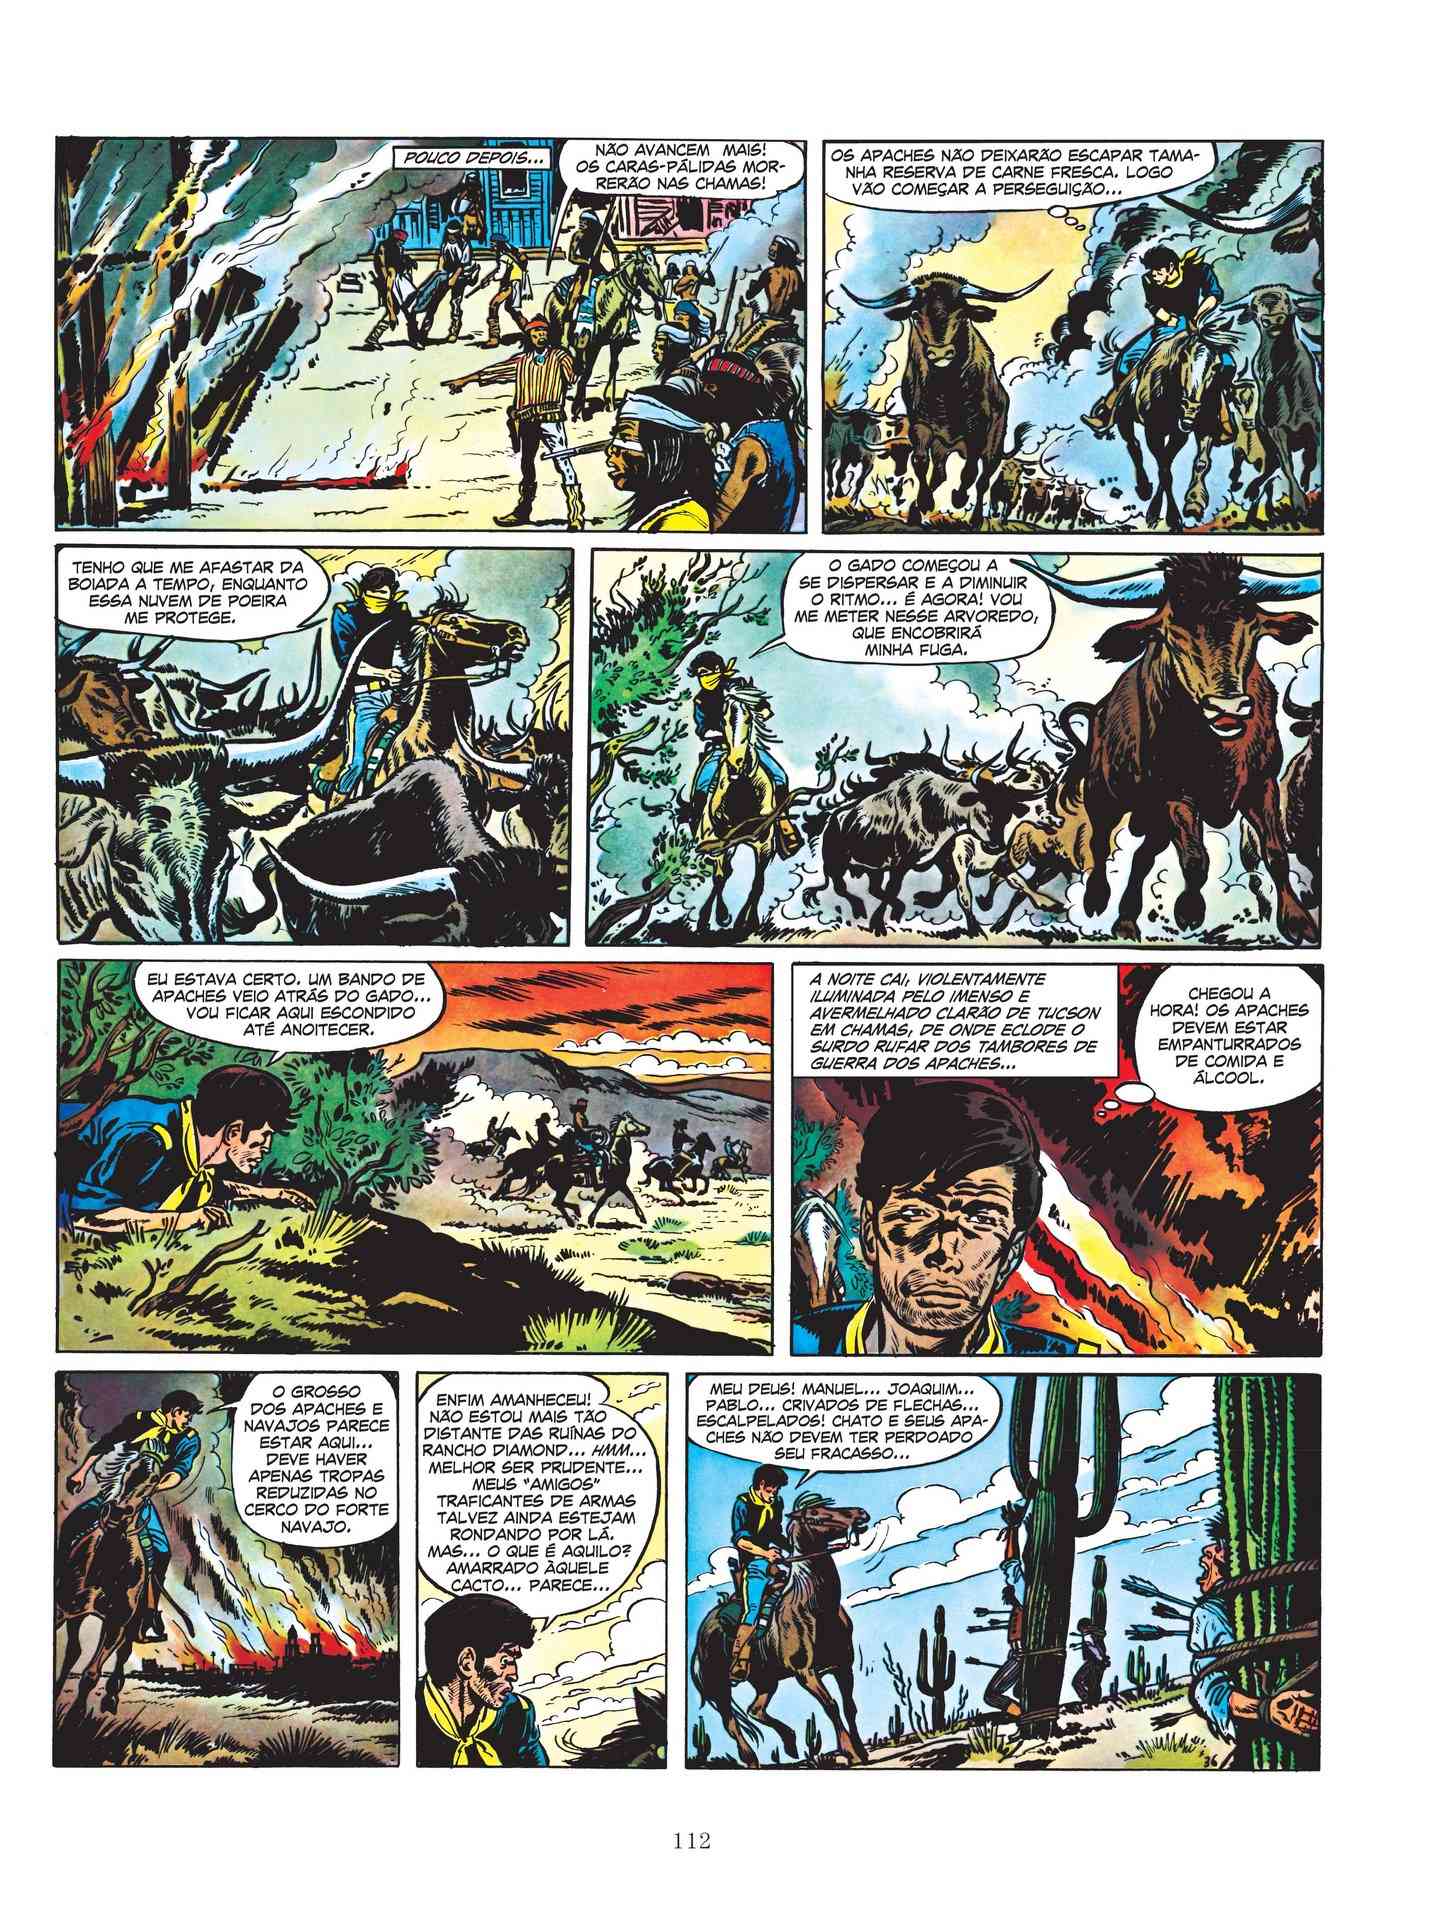 POUCO DEPOIS...
NÃO AVANCEM MAIS!
OS CARAS-PÁLIDAS MOR-
RERÃO NAS CHAMAS!
OS APACHES NÃO DEIXARÃO ESCAPAR TAMA-
NHA RESERVA DE CARNE FRESCA. LOGO
VÃO COMEÇAR A PERSEGUIÇÃO...
TENHO QUE ME AFASTAR DA
BOIADA A TEMPO, ENQUANTO
ESSA NUVEM DE POEIRA
ME PROTEGE.
O GADO COMEÇOU A
SE DISPERSAR E A DIMINUIR
O RITMO... É AGORA! VOU
ME METER NESSE ARVOREDO,
QUE ENCOBRIRÁ
MINHA FUGA.
EU ESTAVA CERTO. UM BANDO DE
APACHES VEIO ATRÁS DO GADO...
VOU FICAR AQUI ESCONDIDO
ATÉ ANOITECER.
A NOITE CAI, VIOLENTAMENTE
ILUMINADA PELO IMENSO E
AVERMELHADO CLARÃO DE TUCSON
EM CHAMAS, DE ONDE ECLODE O
SURDO RUFAR DOS TAMBORES DE
GUERRA DOS APACHES...
CHEGOU A
HORA! OS APACHES
DEVEM ESTAR
EMPANTURRADOS
DE COMIDA E
ÁLCOOL.
O GROSSO
DOS APACHES E
NAVAJOS PARECE
ESTAR AQUI...
DEVE HAVER
APENAS TROPAS
REDUZIDAS NO
CERCO DO FORTE
NAVAJO.
ENFIM AMANHECEU!
NÃO ESTOU MAIS TÃO
DISTANTE DAS RUÍNAS DO
RANCHO DIAMOND... HMM...
MELHOR SER PRUDENTE...
MEUS "AMIGOS"
TRAFICANTES DE ARMAS
TALVEZ AINDA ESTEJAM
RONDANDO POR LÁ.
MAS... O QUE É AQUILO?
AMARRADO ÀQUELE
CACTO... PARECE...
MEU DEUS! MANUEL... JOAQUIM...
PABLO... CRIVADOS DE FLECHAS...
ESCALPELADOS! CHATO E SEUS APA-
CHES NÃO DEVEM TER PERDOADO
SEU FRACASSO...
36
112